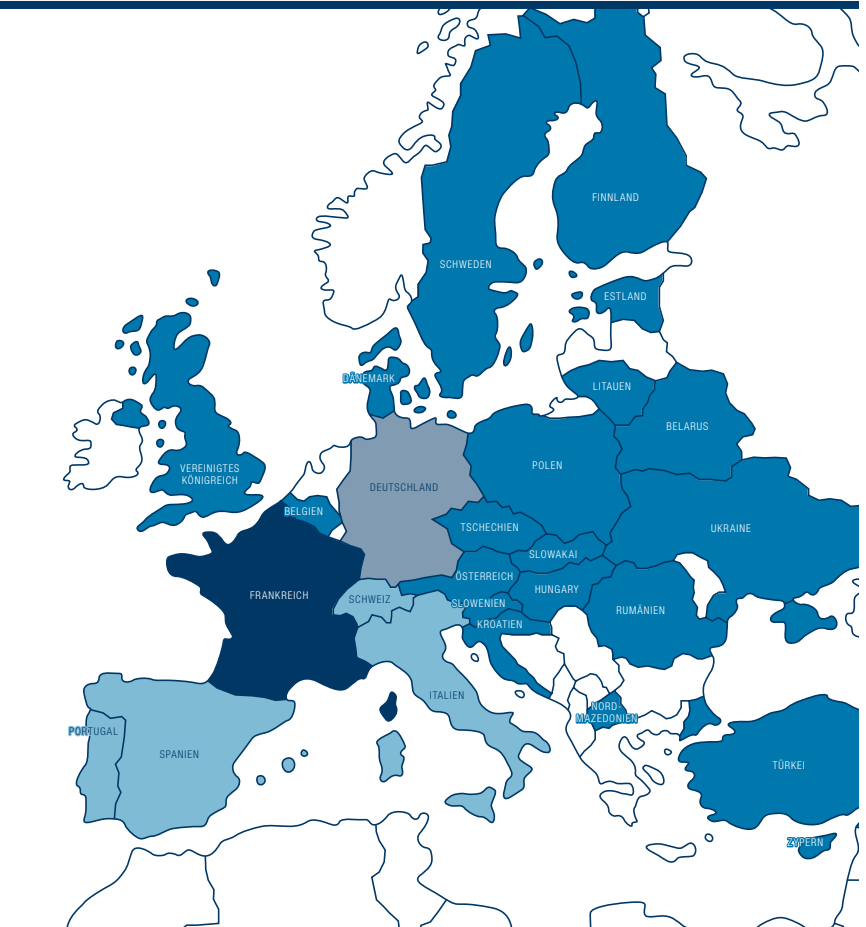 FINNLAND
SCHWEDEN
ESTLAND
DÄNEMARK
LITAUEN
BELARUS
VEREINIGTES
KÖNIGREICH
POLEN
DEUTSCHLAND
BELGIEN
TSCHECHIEN
UKRAINE
SLOWAKAI
ÖSTERREICH
HUNGARY
FRANKREICH
SCHWEIZ
SLOWENIEN
RUMÄNIEN
KROATIEN
ITALIEN
NORD-
MAZEDONIEN
PORTUGAL
SPANIEN
TÜRKEI
ZYPERN